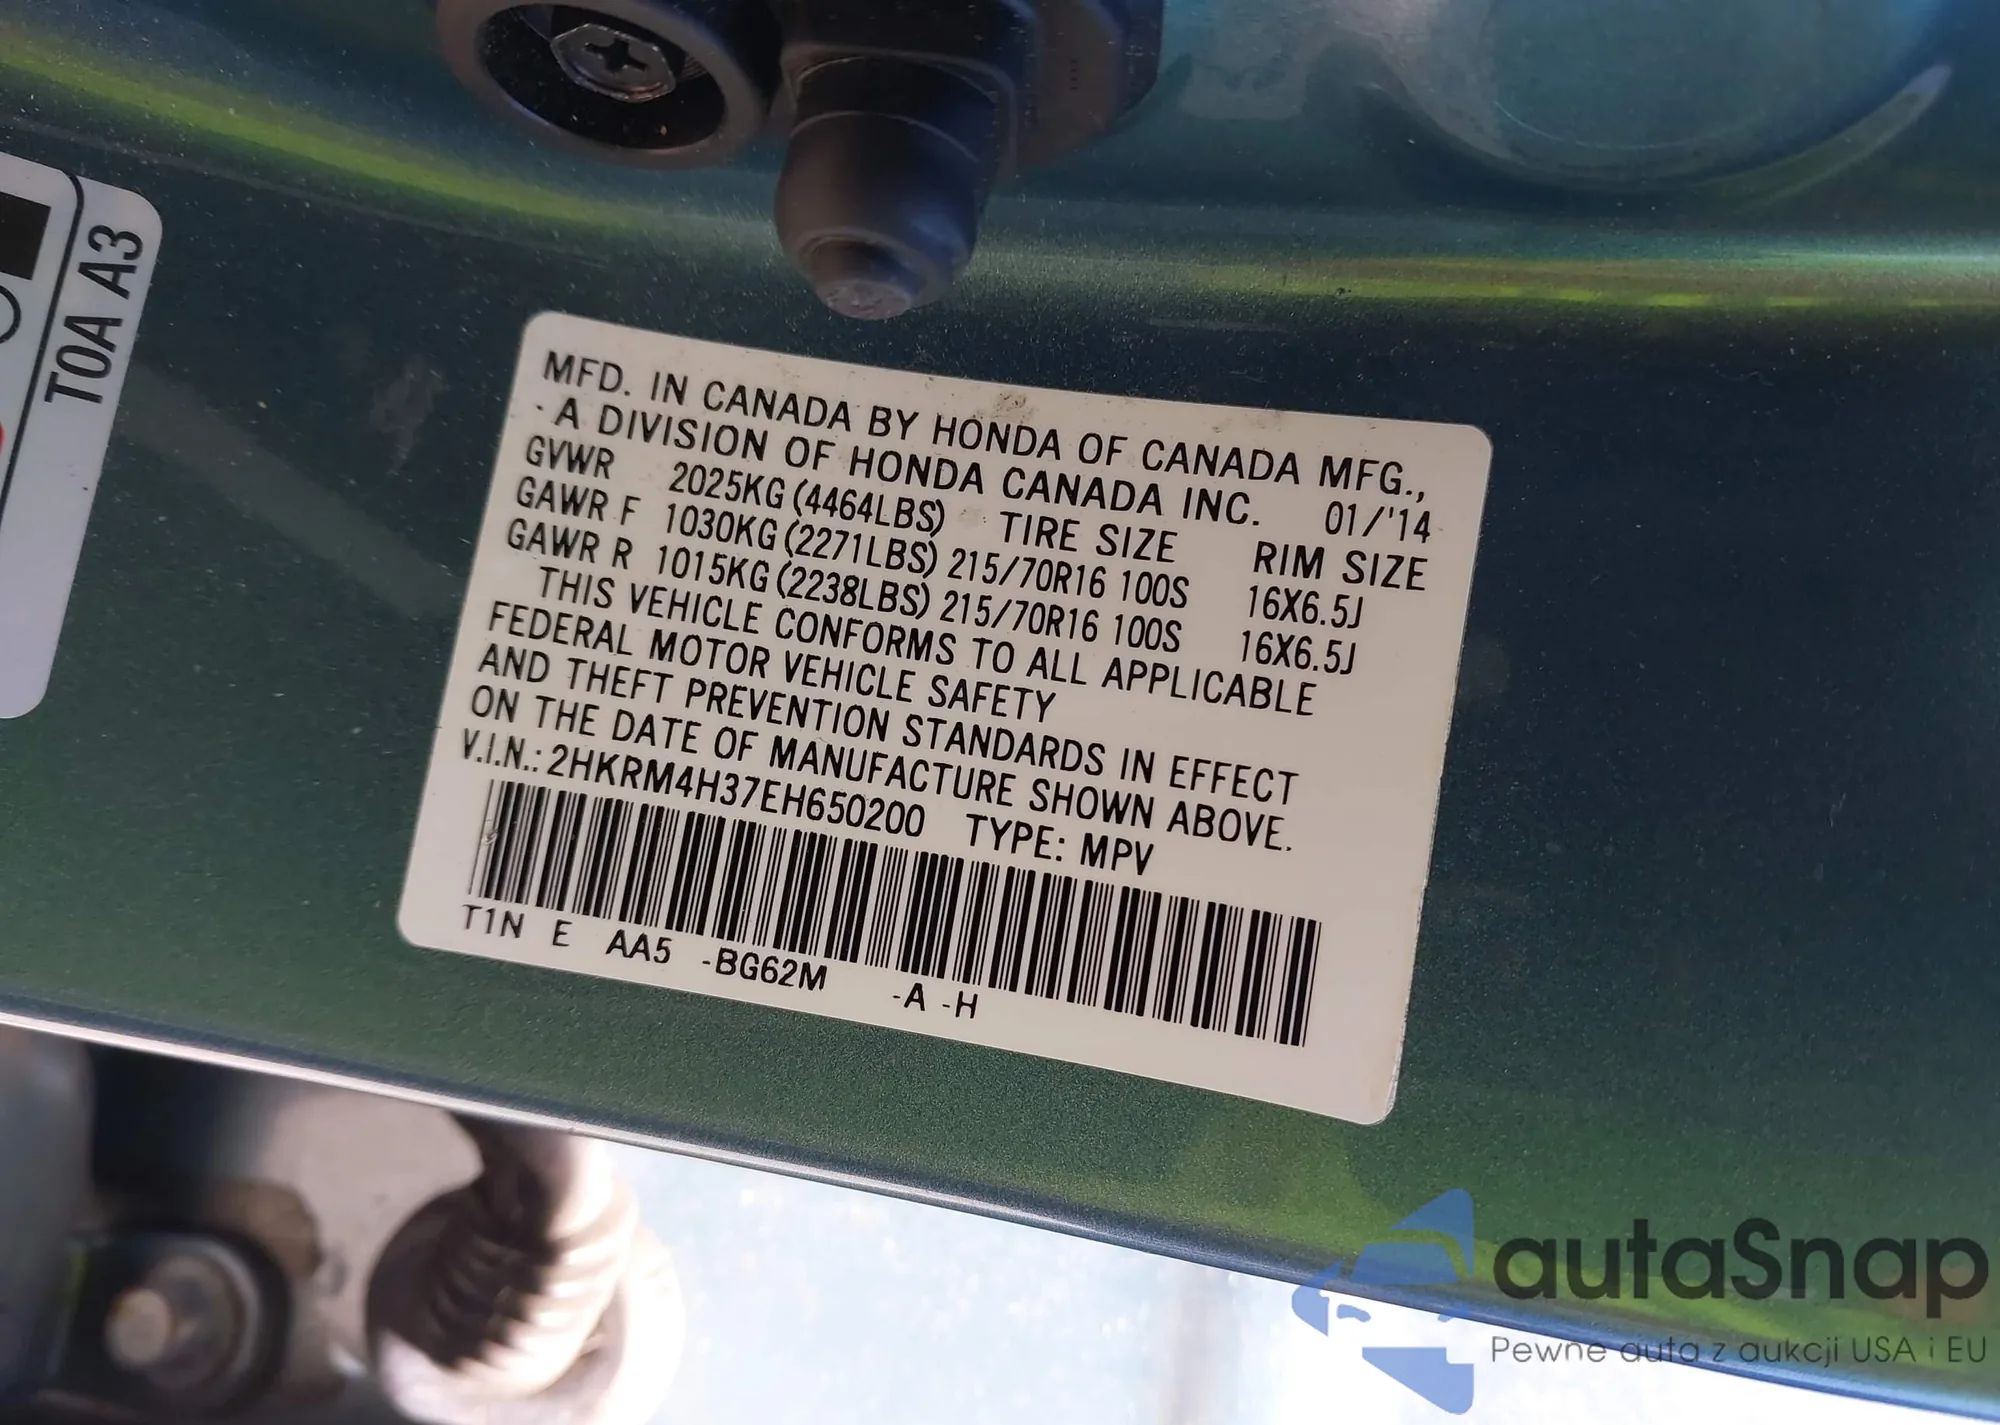 T0A A3
MFD. IN CANADA BY HONDA OF CANADA MFG.,
A DIVISION OF HONDA CANADA INC. 01/'14
GVWR 2025KG (4464LBS) TIRE SIZE RIM SIZE
GAWR F 1030KG (2271LBS) 215/70R16 100S 16X6.5J
GAWR R 1015KG (2238LBS) 215/70R16 100S 16X6.5J
THIS VEHICLE CONFORMS TO ALL APPLICABLE
FEDERAL MOTOR VEHICLE SAFETY
AND THEFT PREVENTION STANDARDS IN EFFECT
ON THE DATE OF MANUFACTURE SHOWN ABOVE.
V.I.N.: 2HKRM4H37EH650200 TYPE: MPV
T1N E AA5 -BG62M -A -H
autaSnap
Pewne auta z aukcji USA i EU